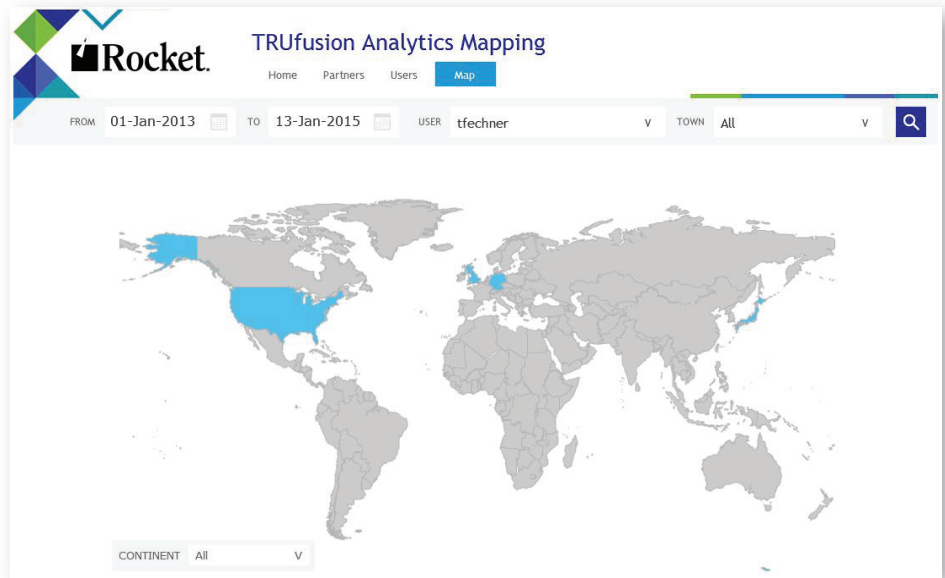 Rocket.
TRUfusion Analytics Mapping
Home Partners Users Map
FROM 01-Jan-2013 TO 13-Jan-2015 USER tfechner v TOWN All v
CONTINENT All v